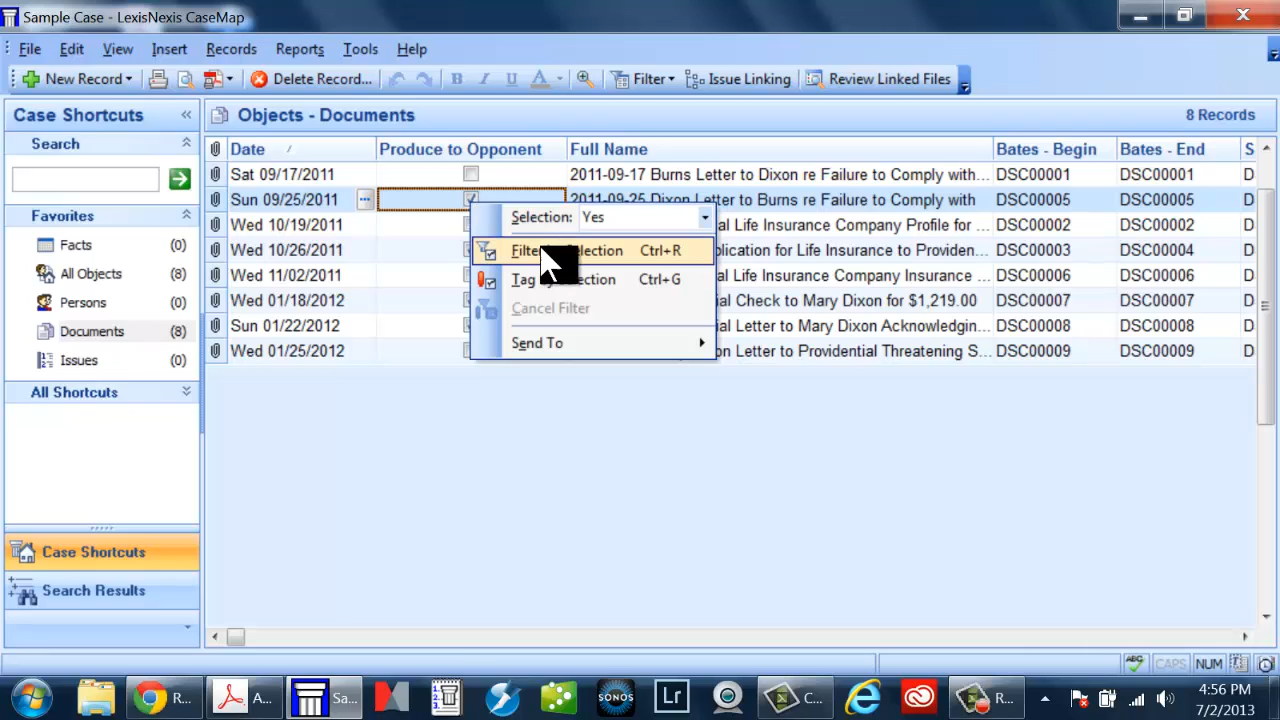 Sample Case - LexisNexis CaseMap
File Edit View Insert Records Reports Tools Help
New Record Delete Record... B I U A Filter Issue Linking Review Linked Files
Case Shortcuts
Search
Favorites
Facts (0)
All Objects (8)
Persons (2)
Documents (8)
Issues (0)
All Shortcuts
Case Shortcuts
Search Results
Objects - Documents 8 Records
Date Produce to Opponent Full Name Bates - Begin Bates - End S
Sat 09/17/2011 2011-09-17 Burns Letter to Dixon re Failure to Comply with... DSC00001 DSC00001 D
Sun 09/25/2011 ... 2011-09-25 Dixon Letter to Burns re Failure to Comply with DSC00005 DSC00005 D
Wed 10/19/2011 al Life Insurance Company Profile for ... DSC00002 DSC00002 D
Wed 10/26/2011 plication for Life Insurance to Providen... DSC00003 DSC00003 D
Wed 11/02/2011 al Life Insurance Company Insurance ... DSC00006 DSC00006 D
Wed 01/18/2012 ial Check to Mary Dixon for $1,219.00 DSC00007 DSC00007 D
Sun 01/22/2012 ial Letter to Mary Dixon Acknowledgin... DSC00008 DSC00008 D
Wed 01/25/2012 on Letter to Providential Threatening S... DSC00009 DSC00009 D
Selection: Yes
Filter election Ctrl+R
Tag ection Ctrl+G
Cancel Filter
Send To
CAPS NUM
R... A... Sa... SONOS Lr C... R...
4:56 PM
7/2/2013